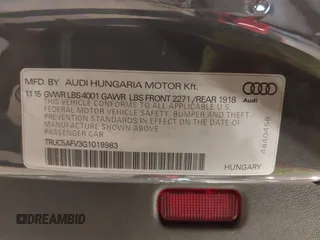 MFD. BY AUDI HUNGARIA MOTOR Kft.
11 15 GVWR LBS 4001 GAWR LBS FRONT 2271 /REAR 1918
THIS VEHICLE CONFORMS TO ALL APPLICABLE
FEDERAL MOTOR VEHICLE SAFETY, BUMPER AND THEFT
PREVENTION STANDARDS IN EFFECT ON THE DATE OF
MANUFACTURE SHOWN ABOVE
PASSENGER CAR
TRUC5AFV3G1019983
HUNGARY
Audi
4840458
DREAMBID